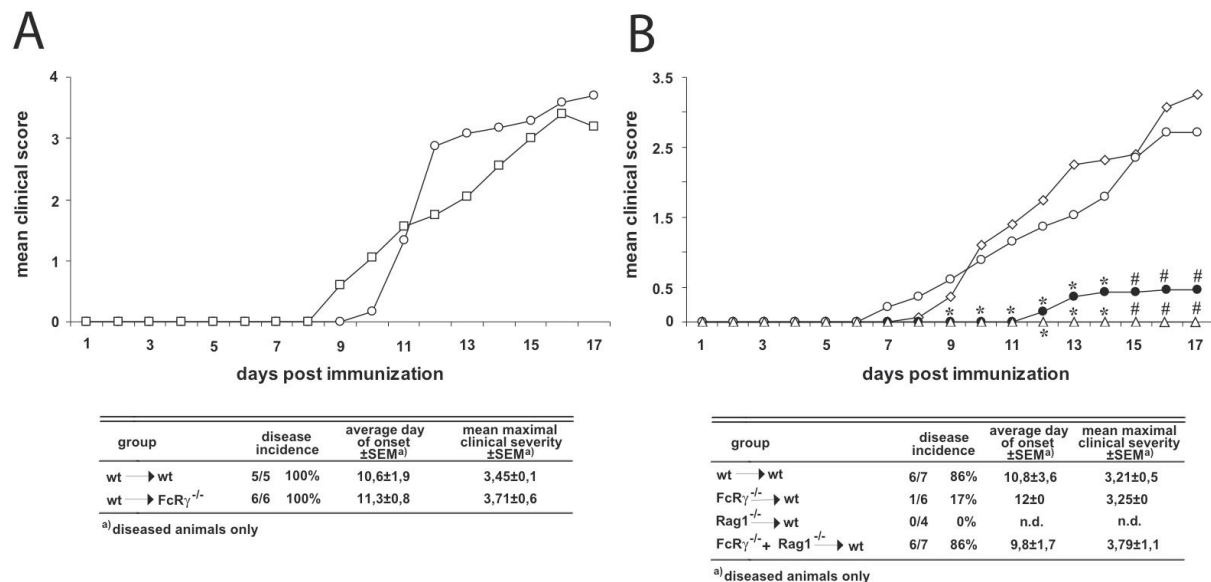 A
4
3
2
1
0
mean clinical score
1 3 5 7 9 11 13 15 17
days post immunization
group disease incidence average day of onset ±SEM a) mean maximal clinical severity ±SEM a)
wt → wt 5/5 100% 10,6±1,9 3,45±0,1
wt → FcRγ-/- 6/6 100% 11,3±0,8 3,71±0,6
a) diseased animals only
B
3.5
2.5
1.5
0.5
0
mean clinical score
* * * * * * # # #
* * * # # #
1 3 5 7 9 11 13 15 17
days post immunization
group disease incidence average day of onset ±SEM a) mean maximal clinical severity ±SEM a)
wt → wt 6/7 86% 10,8±3,6 3,21±0,5
FcRγ-/- → wt 1/6 17% 12±0 3,25±0
Rag1-/- → wt 0/4 0% n.d. n.d.
FcRγ-/- + Rag1-/- → wt 6/7 86% 9,8±1,7 3,79±1,1
a) diseased animals only